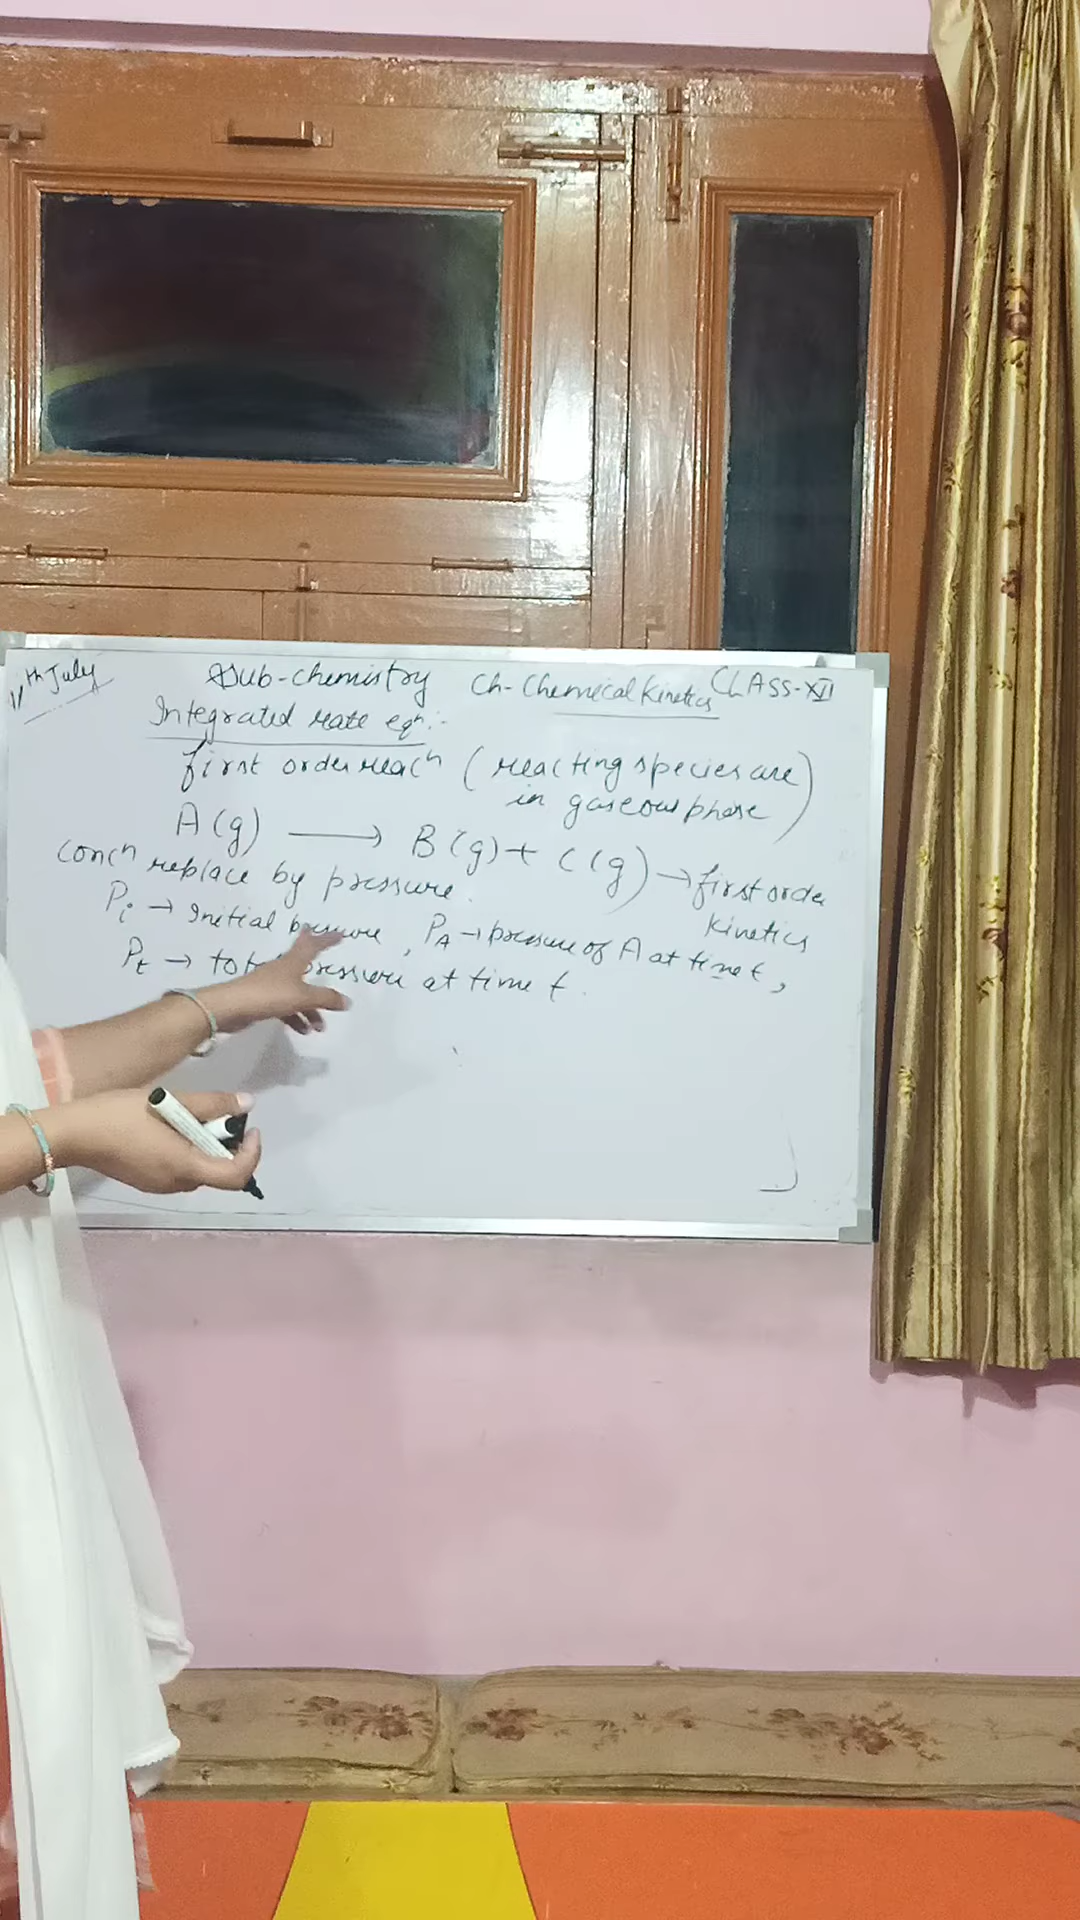 11th July Sub-chemistry Ch-Chemical Kinetics CLASS-XII
Integrated rate eqn:-
first order reacn (reacting species are in gaseous phase)
A(g) ⟶ B(g) + C(g) → first order kinetics
concn replace by pressure.
Pi → Initial pressure, PA → pressure of A at time t,
Pt → total pressure at time t.